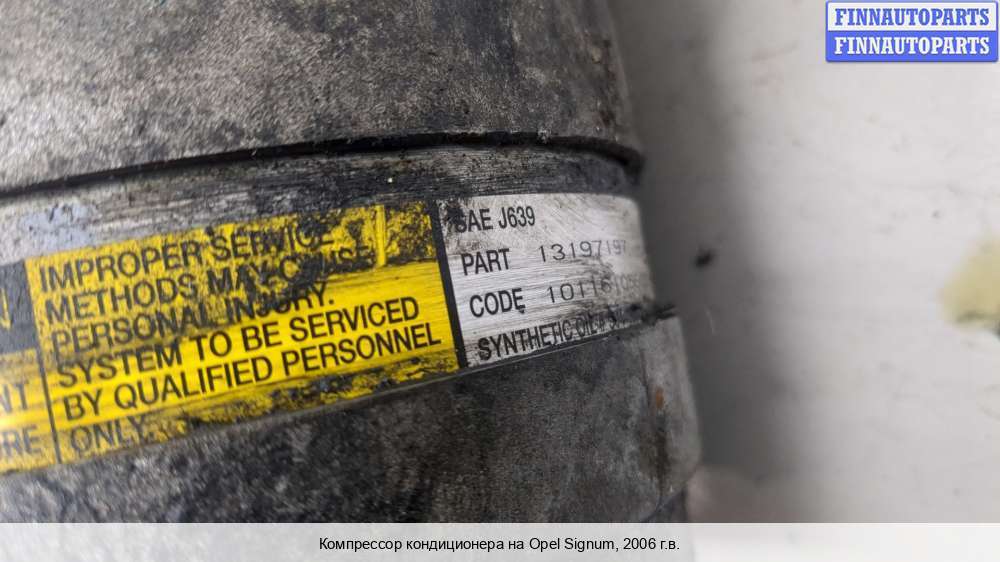 FINNAUTOPARTS
FINNAUTOPARTS
IMPROPER SERVICE
METHODS MAY CAUSE
PERSONAL INJURY.
SYSTEM TO BE SERVICED
BY QUALIFIED PERSONNEL
ONLY.
SAE J639
PART 13197197
CODE
SYNTHETIC OIL
Компрессор кондиционера на Opel Signum, 2006 г.в.